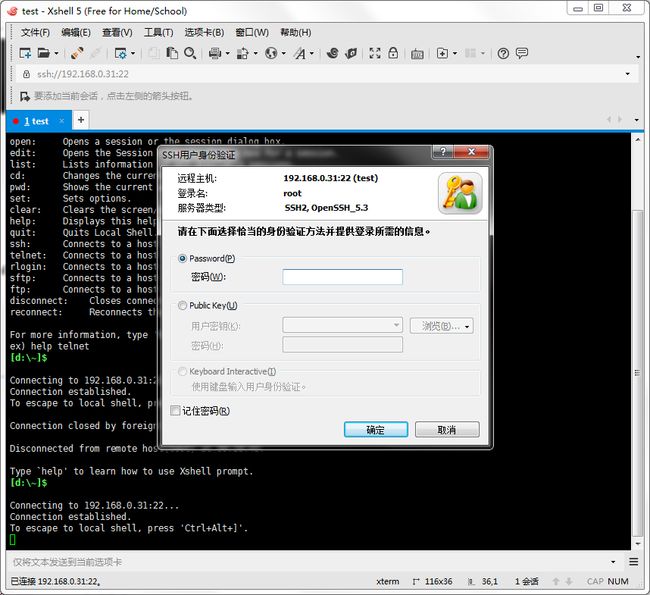 test - Xshell 5 (Free for Home/School)
文件(F) 编辑(E) 查看(V) 工具(T) 选项卡(B) 窗口(W) 帮助(H)
ssh://192.168.0.31:22
要添加当前会话，点击左侧的箭头按钮。
1 test
open: Opens a session or the session dialog box.
edit: Opens the Session
list: Lists information
cd: Changes the curre
pwd: Shows the current
set: Sets options.
clear: Clears the screen/
help: Displays this help
quit: Quits Local Shell
ssh: Connects to a host
telnet: Connects to a host
rlogin: Connects to a host
sftp: Connects to a host
ftp: Connects to a host
disconnect: Closes connec
reconnect: Reconnects th
For more information, type
ex) help telnet
[d:\~]$
Connecting to 192.168.0.31:2
Connection established.
To escape to local shell, pr
Connection closed by foreign
Disconnected from remote host
Type `help' to learn how to use Xshell prompt.
[d:\~]$
Connecting to 192.168.0.31:22...
Connection established.
To escape to local shell, press 'Ctrl+Alt+]'.
SSH用户身份验证
远程主机: 192.168.0.31:22 (test)
登录名: root
服务器类型: SSH2, OpenSSH_5.3
请在下面选择恰当的身份验证方法并提供登录所需的信息。
Password(P)
密码(W):
Public Key(U)
用户密钥(K): 浏览(B)...
密码(H):
Keyboard Interactive(I)
使用键盘输入用户身份验证。
记住密码(R)
确定 取消
仅将文本发送到当前选项卡
已连接 192.168.0.31:22。 xterm 116x36 36,1 1 会话 CAP NUM